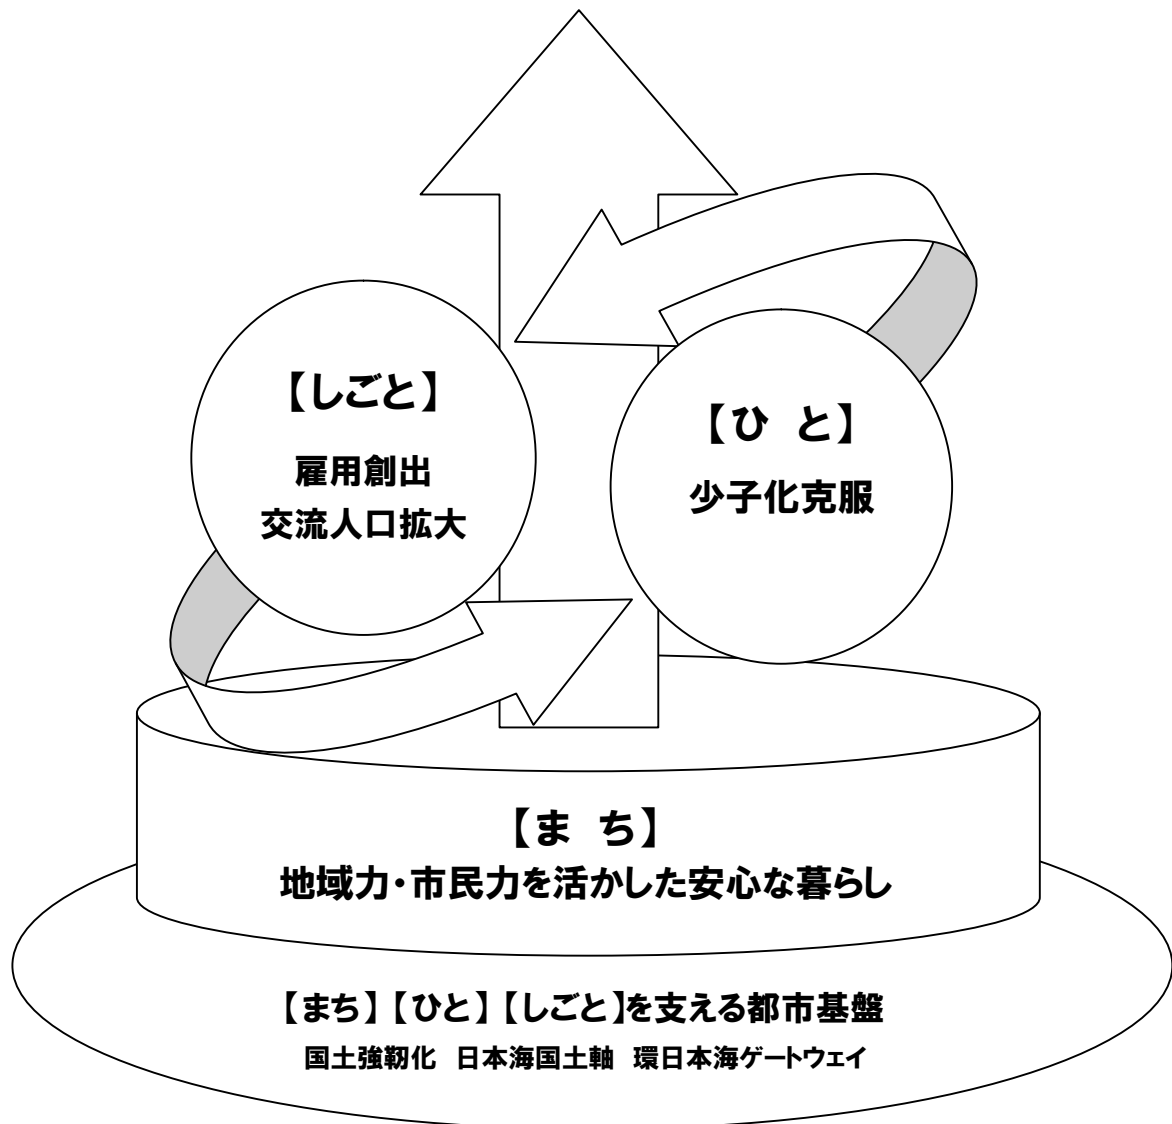 【しごと】
雇用創出
交流人口拡大
【ひ と】
少子化克服
【ま ち】
地域力・市民力を活かした安心な暮らし
【まち】【ひと】【しごと】を支える都市基盤
国土強靭化 日本海国土軸 環日本海ゲートウェイ